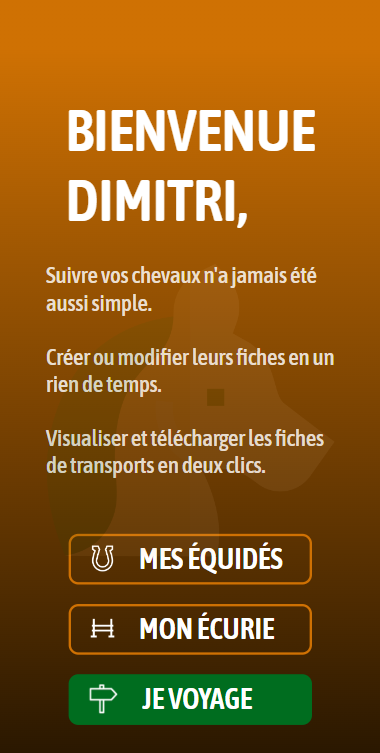 BIENVENUE
DIMITRI,
Suivre vos chevaux n'a jamais été
aussi simple.
Créer ou modifier leurs fiches en un
rien de temps.
Visualiser et télécharger les fiches
de transports en deux clics.
MES ÉQUIDÉS
MON ÉCURIE
JE VOYAGE